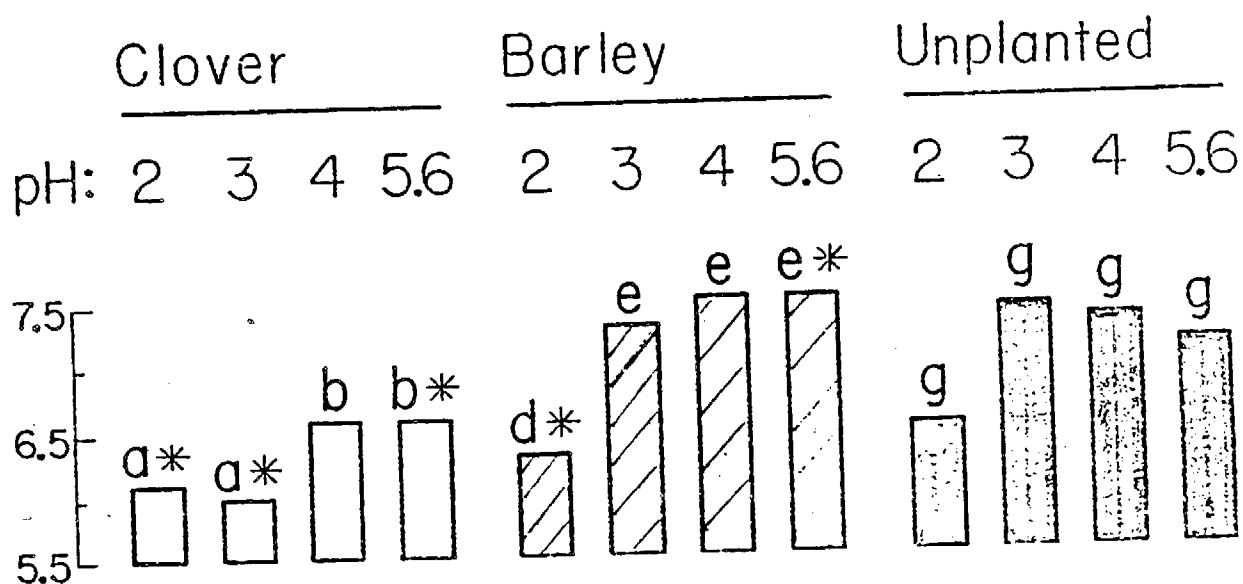 Clover Barley Unplanted
pH: 2 3 4 5.6 2 3 4 5.6 2 3 4 5.6
a* a* b b* d* e e e* g g g g
7.5
6.5
5.5